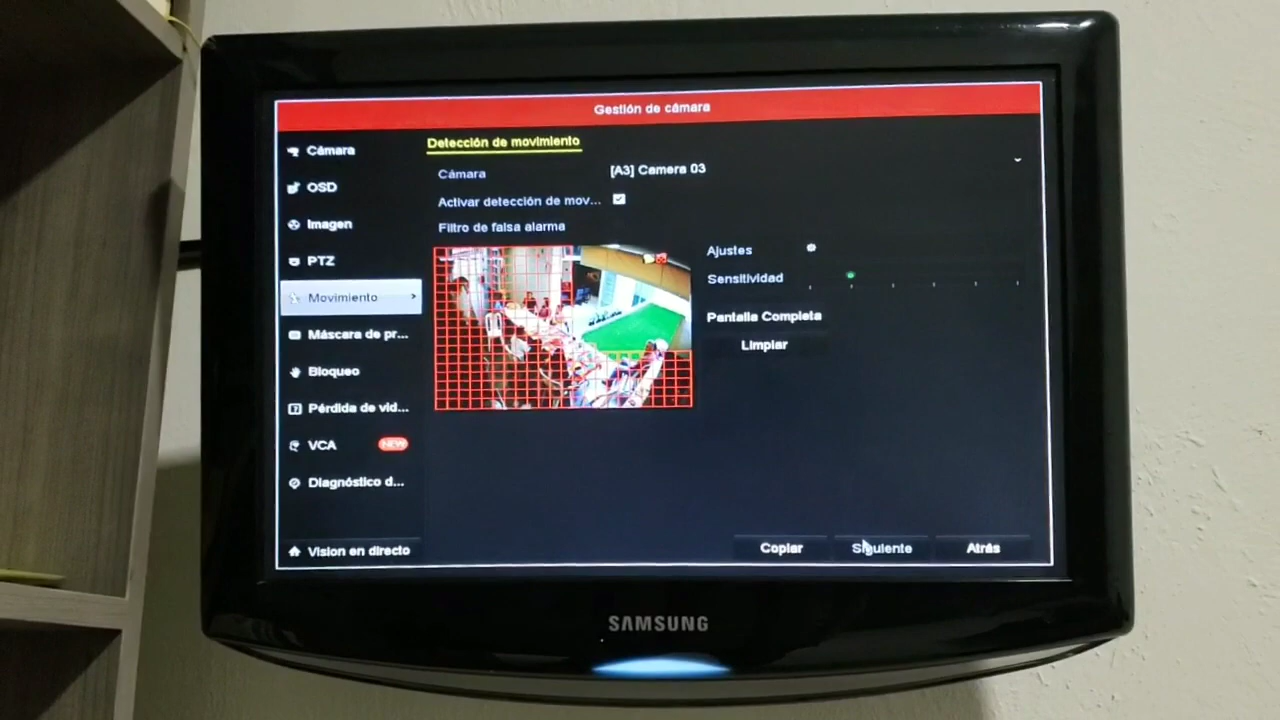 Gestión de cámara
Cámara
OSD
Imagen
PTZ
Movimiento >
Máscara de pr...
Bloqueo
Pérdida de vid...
VCA NEW
Diagnóstico d...
Vision en directo
Detección de movimiento
Cámara [A3] Camera 03
Activar detección de mov...
Filtro de falsa alarma
Ajustes
Sensitividad
Pantalla Completa
Limpiar
Copiar Siguiente Atrás
SAMSUNG